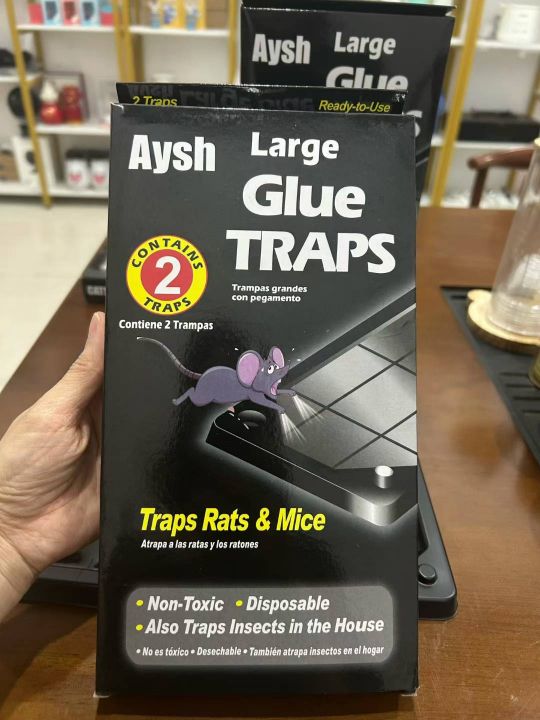 Aysh
Large
Glue
2 Traps
Ready-to-Use
Aysh
Large
Glue
TRAPS
Trampas grandes
con pegamento
CONTAINS
2
TRAPS
Contiene 2 Trampas
Traps Rats & Mice
Atrapa a las ratas y los ratones
• Non-Toxic • Disposable
• Also Traps Insects in the House
• No es tóxico • Desechable • También atrapa insectos en el hogar